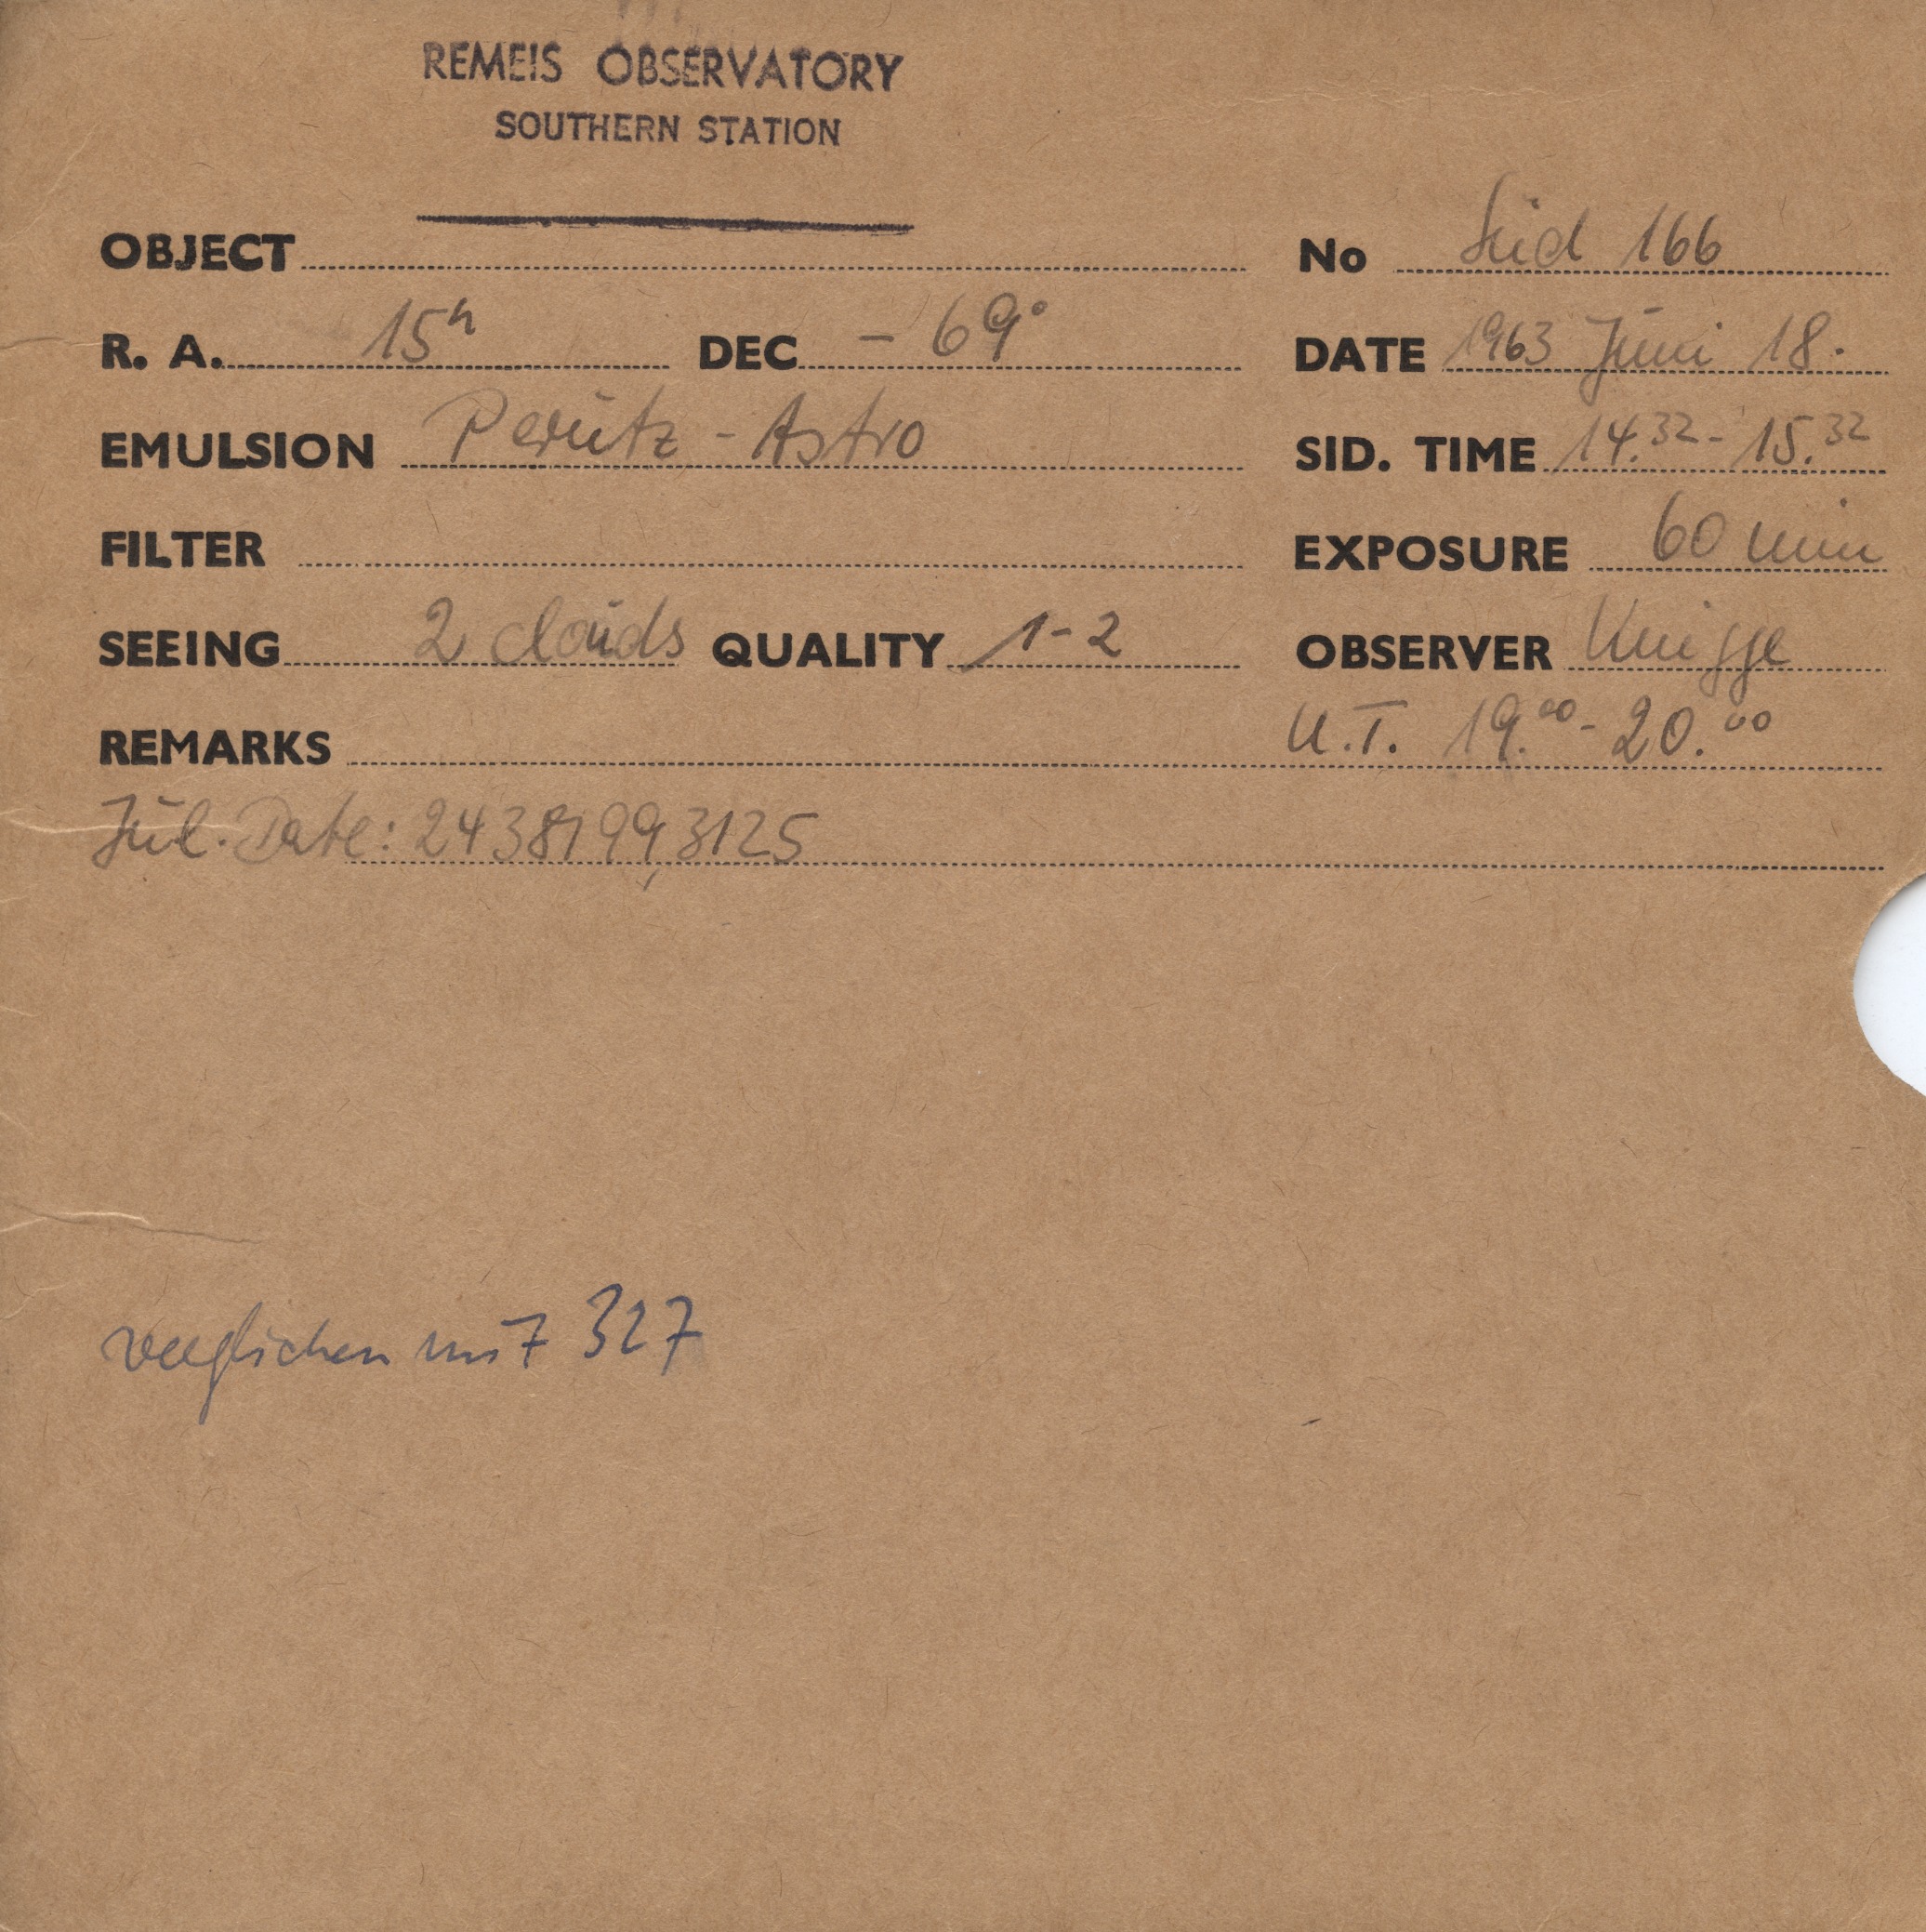 REMEIS OBSERVATORY
SOUTHERN STATION
OBJECT No Süd 166
R. A. 15h DEC - 69° DATE 1963 Juni 18.
EMULSION Perutz - Astro SID. TIME 14.32 - 15.32
FILTER EXPOSURE 60 min
SEEING 2 clouds QUALITY 1-2 OBSERVER Knigge
REMARKS U.T. 19.00 - 20.00
Jul. Date: 2438199,3125
verglichen mit 327